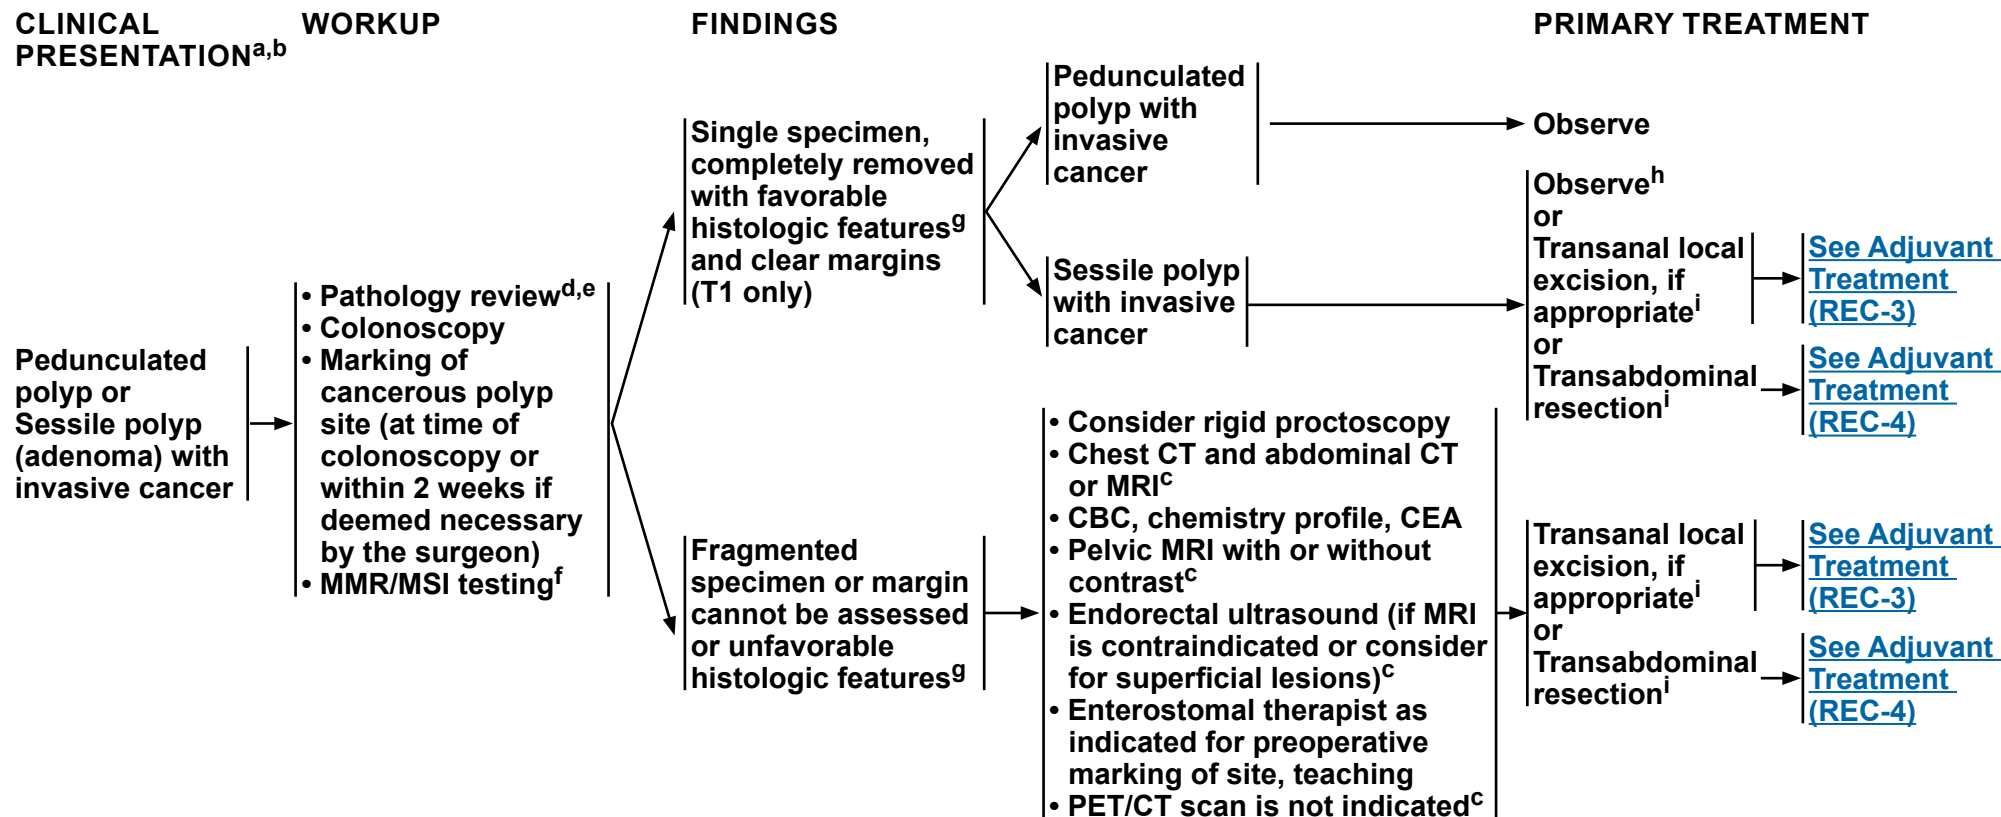 CLINICAL
PRESENTATIONa,b
WORKUP
FINDINGS
PRIMARY TREATMENT
Pedunculated
polyp or
Sessile polyp
(adenoma) with
invasive cancer
• Pathology reviewd,e
• Colonoscopy
• Marking of
cancerous polyp
site (at time of
colonoscopy or
within 2 weeks if
deemed necessary
by the surgeon)
• MMR/MSI testingf
Single specimen,
completely removed
with favorable
histologic featuresg
and clear margins
(T1 only)
Pedunculated
polyp with
invasive
cancer
Observe
Sessile polyp
with invasive
cancer
Observeh
or
Transanal local
excision, if
appropriatei
or
Transabdominal
resectioni
See Adjuvant
Treatment
(REC-3)
See Adjuvant
Treatment
(REC-4)
Fragmented
specimen or margin
cannot be assessed
or unfavorable
histologic featuresg
• Consider rigid proctoscopy
• Chest CT and abdominal CT
or MRIc
• CBC, chemistry profile, CEA
• Pelvic MRI with or without
contrastc
• Endorectal ultrasound (if MRI
is contraindicated or consider
for superficial lesions)c
• Enterostomal therapist as
indicated for preoperative
marking of site, teaching
• PET/CT scan is not indicatedc
Transanal local
excision, if
appropriatei
or
Transabdominal
resectioni
See Adjuvant
Treatment
(REC-3)
See Adjuvant
Treatment
(REC-4)